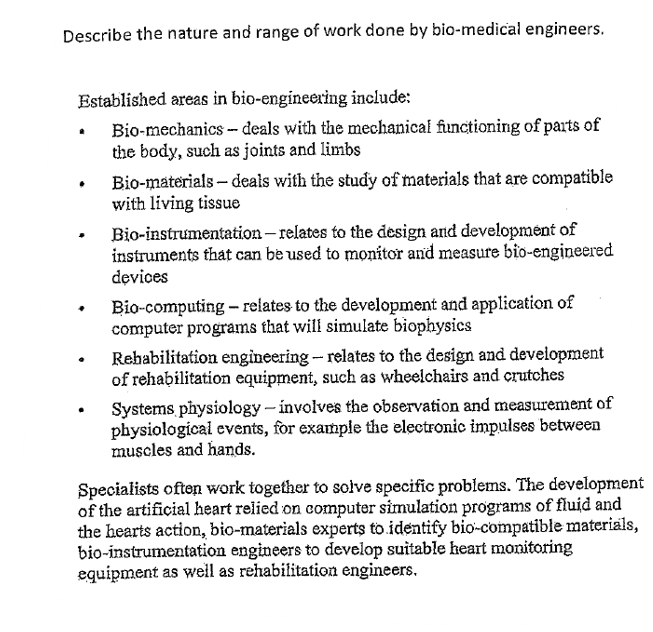 Describe the nature and range of work done by bio-medical engineers.
Established areas in bio-engineering include:
• Bio-mechanics – deals with the mechanical functioning of parts of
the body, such as joints and limbs
• Bio-materials – deals with the study of materials that are compatible
with living tissue
• Bio-instrumentation – relates to the design and development of
instruments that can be used to monitor and measure bio-engineered
devices
• Bio-computing – relates to the development and application of
computer programs that will simulate biophysics
• Rehabilitation engineering – relates to the design and development
of rehabilitation equipment, such as wheelchairs and crutches
• Systems physiology – involves the observation and measurement of
physiological events, for example the electronic impulses between
muscles and hands.
Specialists often work together to solve specific problems. The development
of the artificial heart relied on computer simulation programs of fluid and
the hearts action, bio-materials experts to identify bio-compatible materials,
bio-instrumentation engineers to develop suitable heart monitoring
equipment as well as rehabilitation engineers.